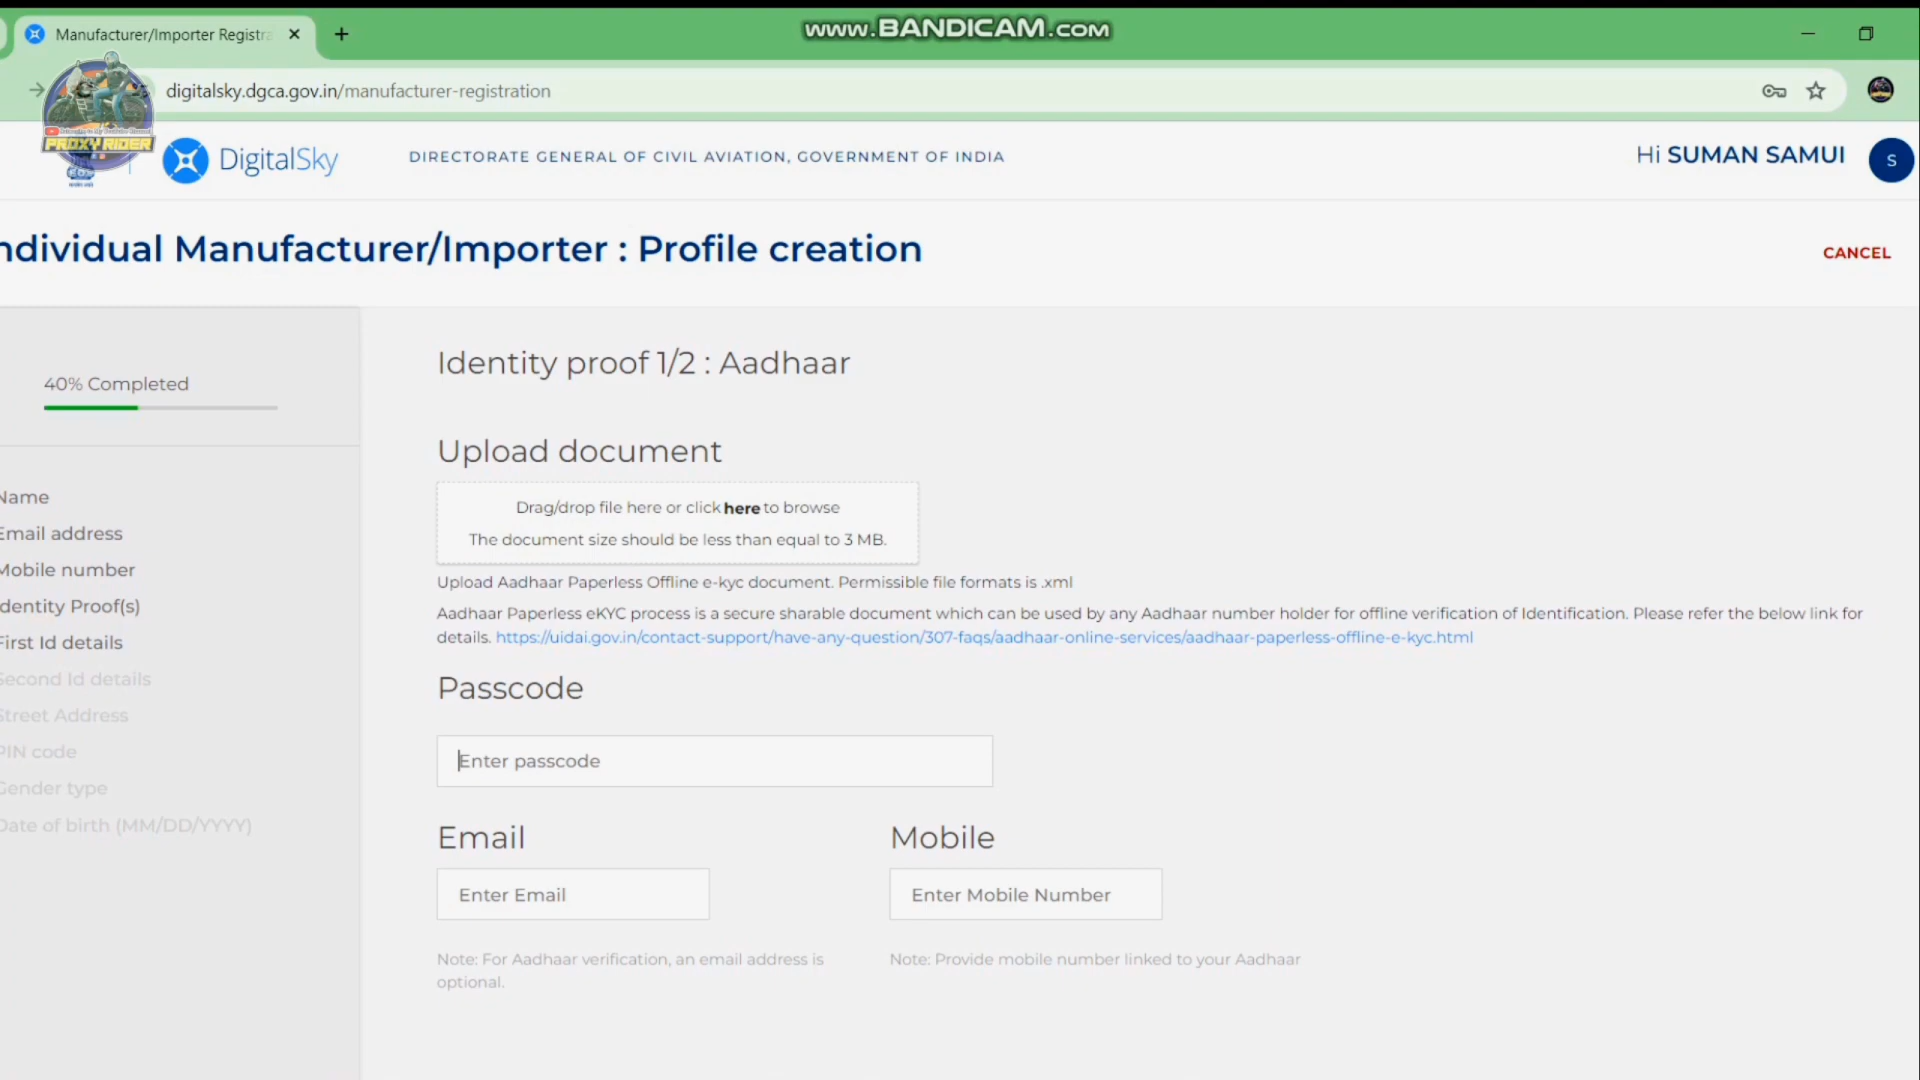 www.BANDICAM.com
Manufacturer/Importer Registra
digitalsky.dgca.gov.in/manufacturer-registration
PROXY RIDER
DigitalSky
DIRECTORATE GENERAL OF CIVIL AVIATION, GOVERNMENT OF INDIA
Hi SUMAN SAMUI
S
ndividual Manufacturer/Importer : Profile creation
CANCEL
40% Completed
Name
Email address
Mobile number
dentity Proof(s)
First Id details
Second Id details
Street Address
PIN code
Gender type
Date of birth (MM/DD/YYYY)
Identity proof 1/2 : Aadhaar
Upload document
Drag/drop file here or click here to browse
The document size should be less than equal to 3 MB.
Upload Aadhaar Paperless Offline e-kyc document. Permissible file formats is .xml
Aadhaar Paperless eKYC process is a secure sharable document which can be used by any Aadhaar number holder for offline verification of Identification. Please refer the below link for
details. https://uidai.gov.in/contact-support/have-any-question/307-faqs/aadhaar-online-services/aadhaar-paperless-offline-e-kyc.html
Passcode
Enter passcode
Email
Mobile
Enter Email
Enter Mobile Number
Note: For Aadhaar verification, an email address is
optional.
Note: Provide mobile number linked to your Aadhaar